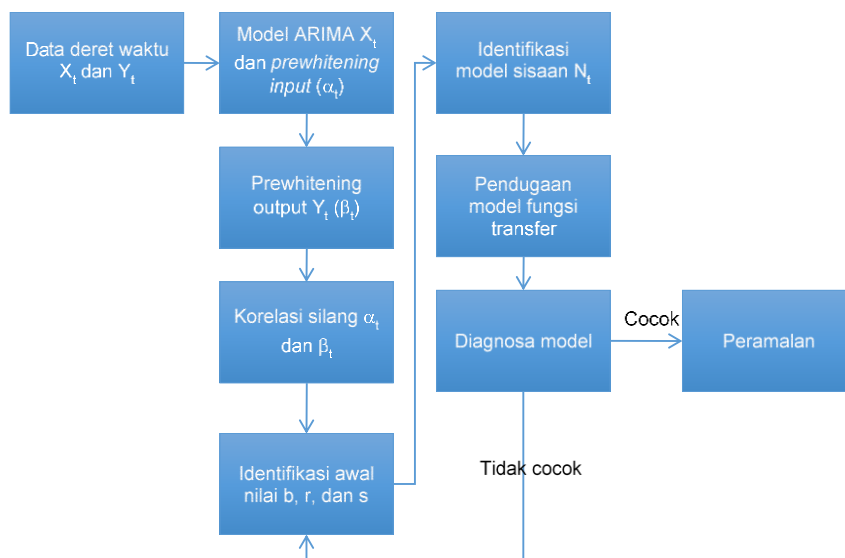 Data deret waktu
Xₜ dan Yₜ
Model ARIMA Xₜ
dan prewhitening
input (αₜ)
Prewhitening
output Yₜ (βₜ)
Korelasi silang αₜ
dan βₜ
Identifikasi awal
nilai b, r, dan s
Identifikasi
model sisaan Nₜ
Pendugaan
model fungsi
transfer
Diagnosa model
Cocok
Peramalan
Tidak cocok